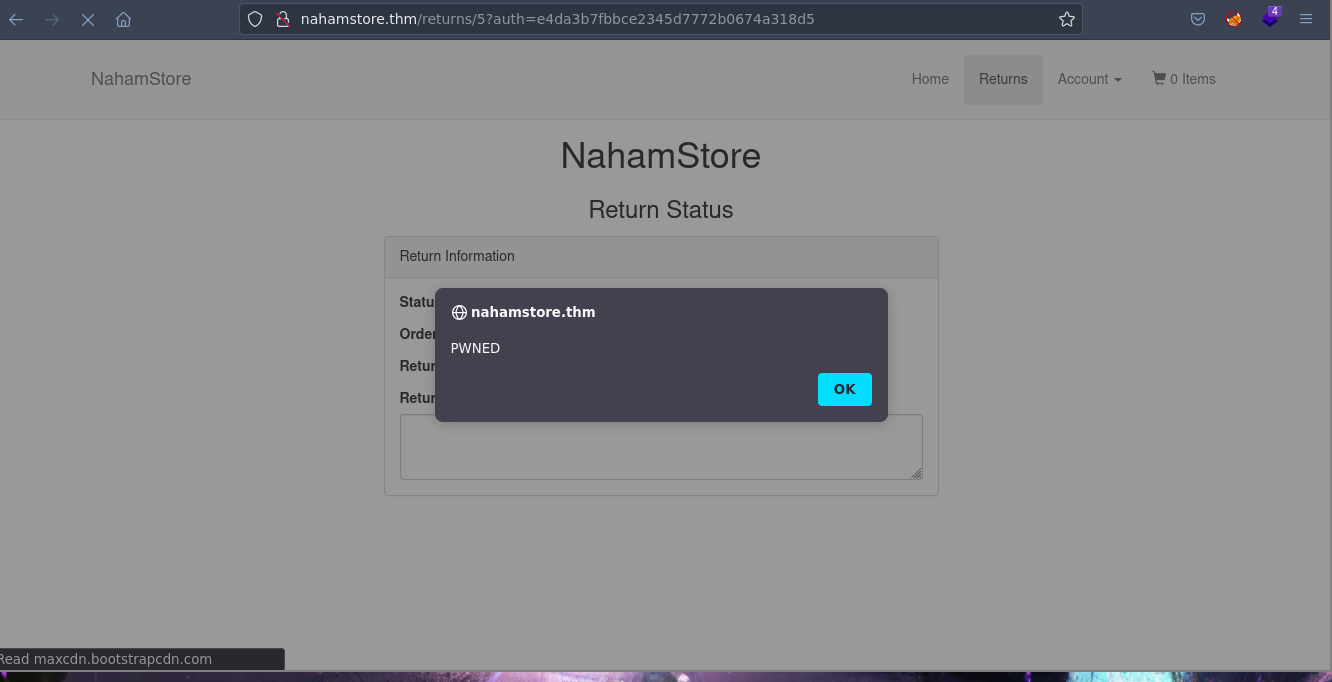 nahamstore.thm/returns/5?auth=e4da3b7fbbce2345d7772b0674a318d5
4
NahamStore
Home
Returns
Account
0 Items
NahamStore
Return Status
Return Information
Statu
nahamstore.thm
Order
PWNED
Retur
OK
Retur
Read maxcdn.bootstrapcdn.com